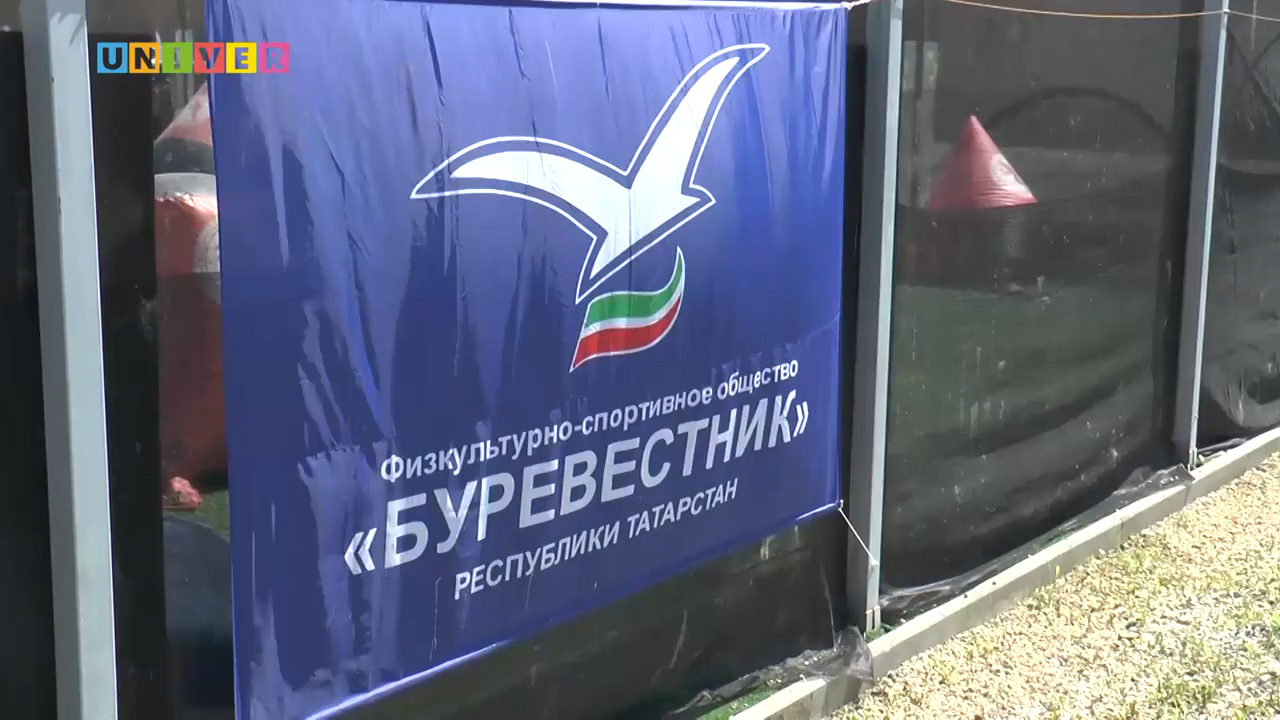 UNIVER
Физкультурно-спортивное общество
«БУРЕВЕСТНИК»
РЕСПУБЛИКИ ТАТАРСТАН